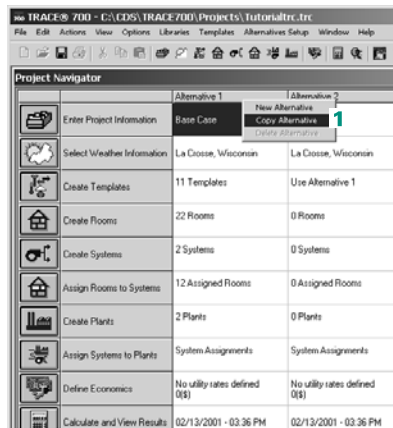 TRACE® 700 - C:\CDS\TRACE700\Projects\Tutorialtrc.trc
File Edit Actions View Options Libraries Templates Alternatives Setup Window Help
Project Navigator
Alternative 1 Alternative 2
New Alternative
Copy Alternative 1
Delete Alternative
Enter Project Information Base Case
Select Weather Information La Crosse, Wisconsin La Crosse, Wisconsin
Create Templates 11 Templates Use Alternative 1
Create Rooms 22 Rooms 0 Rooms
Create Systems 2 Systems 0 Systems
Assign Rooms to Systems 12 Assigned Rooms 0 Assigned Rooms
Create Plants 2 Plants 0 Plants
Assign Systems to Plants System Assignments System Assignments
Define Economics No utility rates defined No utility rates defined
0($) 0($)
Calculate and View Results 02/13/2001 - 03:36 PM 02/13/2001 - 03:36 PM